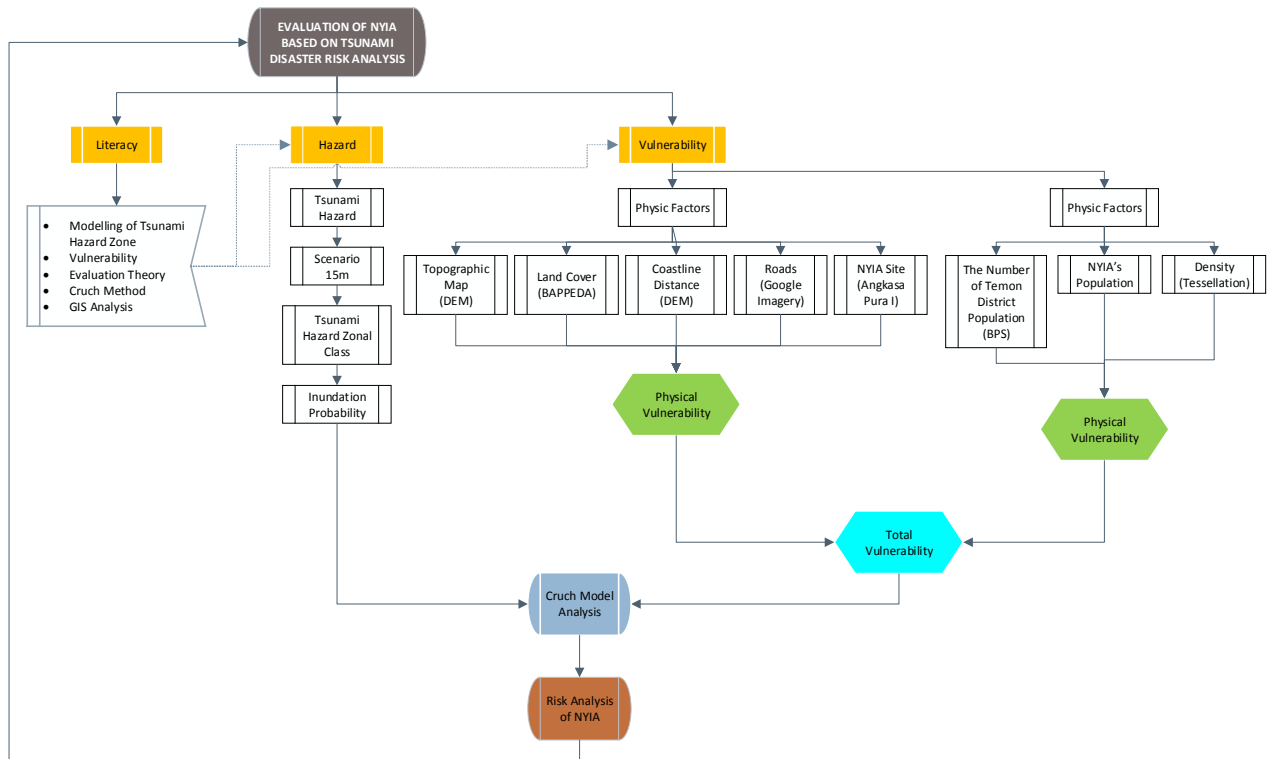 EVALUATION OF NYIA
BASED ON TSUNAMI
DISASTER RISK ANALYSIS
Literacy
Hazard
Vulnerability
• Modelling of Tsunami
Hazard Zone
• Vulnerability
• Evaluation Theory
• Cruch Method
• GIS Analysis
Tsunami
Hazard
Scenario
15m
Tsunami
Hazard Zonal
Class
Inundation
Probability
Physic Factors
Physic Factors
Topographic
Map
(DEM)
Land Cover
(BAPPEDA)
Coastline
Distance
(DEM)
Roads
(Google
Imagery)
NYIA Site
(Angkasa
Pura I)
The Number
of Temon
District
Population
(BPS)
NYIA's
Population
Density
(Tessellation)
Physical
Vulnerability
Physical
Vulnerability
Total
Vulnerability
Cruch Model
Analysis
Risk Analysis
of NYIA